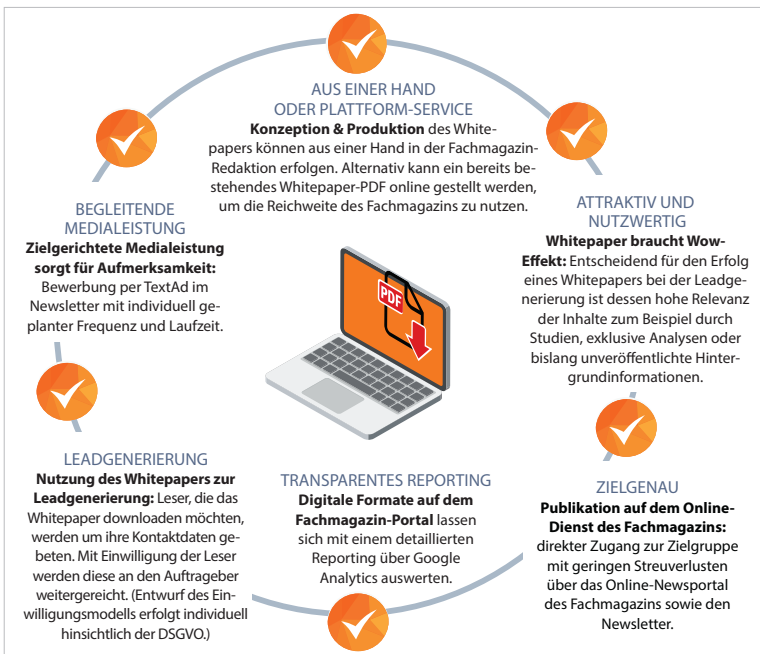 AUS EINER HAND
ODER PLATTFORM-SERVICE
Konzeption & Produktion des White-
papers können aus einer Hand in der Fachmagazin-
Redaktion erfolgen. Alternativ kann ein bereits be-
stehendes Whitepaper-PDF online gestellt werden,
um die Reichweite des Fachmagazins zu nutzen.
ATTRAKTIV UND
NUTZWERTIG
Whitepaper braucht Wow-
Effekt: Entscheidend für den Erfolg
eines Whitepapers bei der Leadge-
nerierung ist dessen hohe Relevanz
der Inhalte zum Beispiel durch
Studien, exklusive Analysen oder
bislang unveröffentlichte Hinter-
grundinformationen.
ZIELGENAU
Publikation auf dem Online-
Dienst des Fachmagazins:
direkter Zugang zur Zielgruppe
mit geringen Streuverlusten
über das Online-Newsportal
des Fachmagazins sowie den
Newsletter.
TRANSPARENTES REPORTING
Digitale Formate auf dem
Fachmagazin-Portal lassen
sich mit einem detaillierten
Reporting über Google
Analytics auswerten.
LEADGENERIERUNG
Nutzung des Whitepapers zur
Leadgenerierung: Leser, die das
Whitepaper downloaden möchten,
werden um ihre Kontaktdaten ge-
beten. Mit Einwilligung der Leser
werden diese an den Auftrageber
weitergereicht. (Entwurf des Ein-
willigungsmodells erfolgt individuell
hinsichtlich der DSGVO.)
BEGLEITENDE
MEDIALEISTUNG
Zielgerichtete Medialeistung
sorgt für Aufmerksamkeit:
Bewerbung per TextAd im
Newsletter mit individuell ge-
planter Frequenz und Laufzeit.
PDF